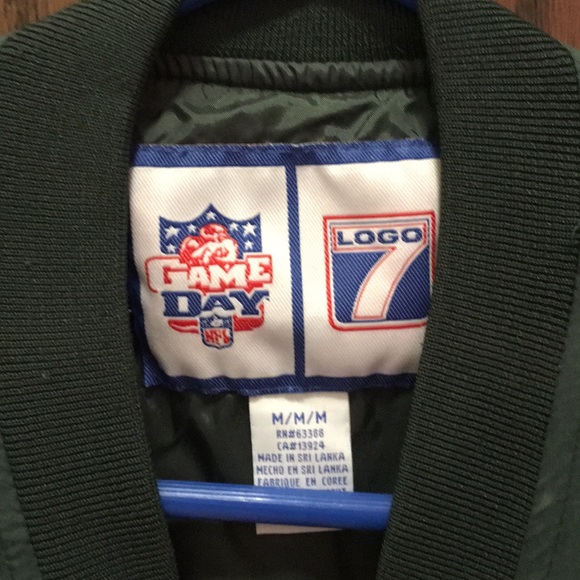 GAME
DAY
NFL
LOGO
7
M/M/M
RN#63388
CA#13924
MADE IN SRI LANKA
HECHO EN SRI LANKA
FABRIQUE EN COREE